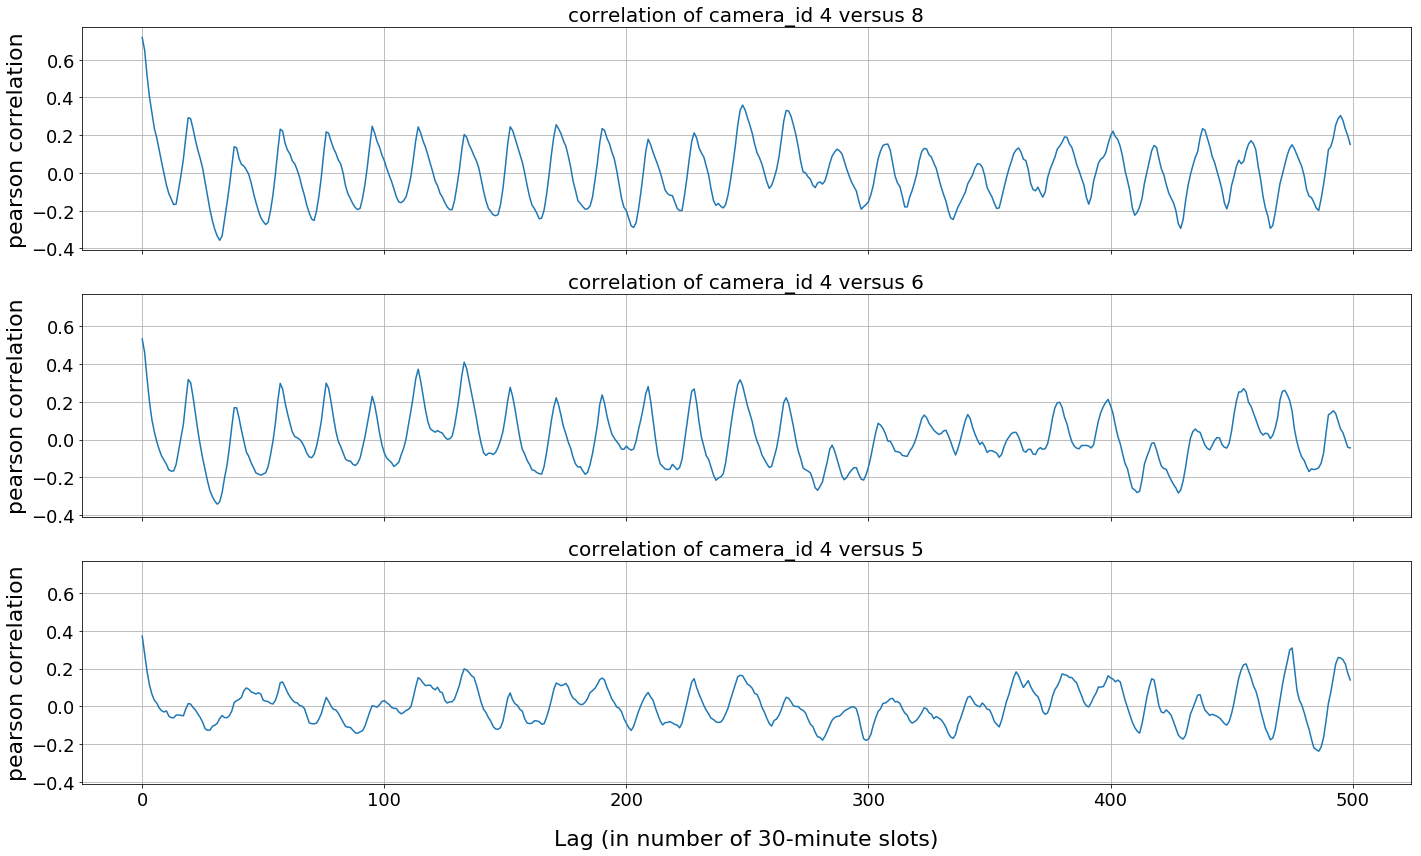 correlation of camera_id 4 versus 8
pearson correlation
0.6
0.4
0.2
0.0
−0.2
−0.4
correlation of camera_id 4 versus 6
pearson correlation
0.6
0.4
0.2
0.0
−0.2
−0.4
correlation of camera_id 4 versus 5
pearson correlation
0.6
0.4
0.2
0.0
−0.2
−0.4
0 100 200 300 400 500
Lag (in number of 30-minute slots)